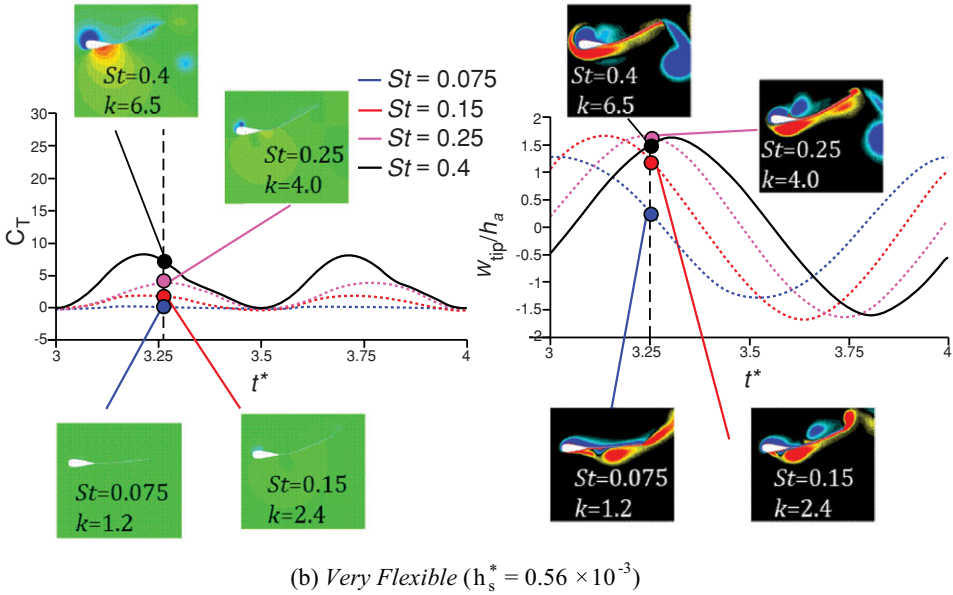 St=0.4
k=6.5
St=0.25
k=4.0
St = 0.075
St = 0.15
St = 0.25
St = 0.4
30
25
20
15
10
5
0
-5
C_T
3
3.25
3.5
3.75
4
t*
St=0.075
k=1.2
St=0.15
k=2.4
St=0.4
k=6.5
St=0.25
k=4.0
2
1.5
1
0.5
0
-0.5
-1
-1.5
-2
w_tip/h_a
3
3.25
3.5
3.75
4
t*
St=0.075
k=1.2
St=0.15
k=2.4
(b) Very Flexible (h_s^* = 0.56 ×10^-3)